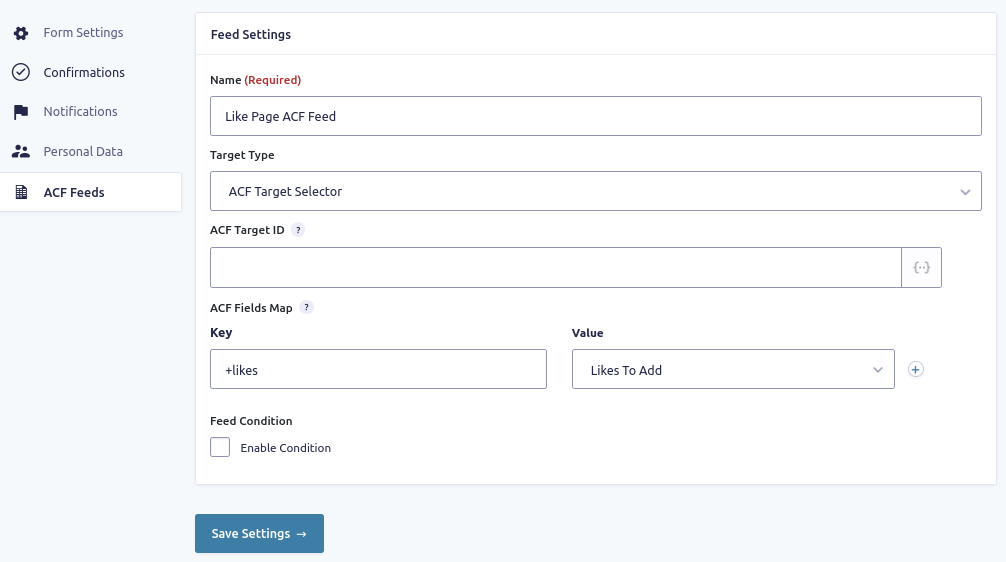 Form Settings
Confirmations
Notifications
Personal Data
ACF Feeds
Feed Settings
Name (Required)
Like Page ACF Feed
Target Type
ACF Target Selector
ACF Target ID ?
{··}
ACF Fields Map ?
Key Value
+likes Likes To Add
Feed Condition
Enable Condition
Save Settings →